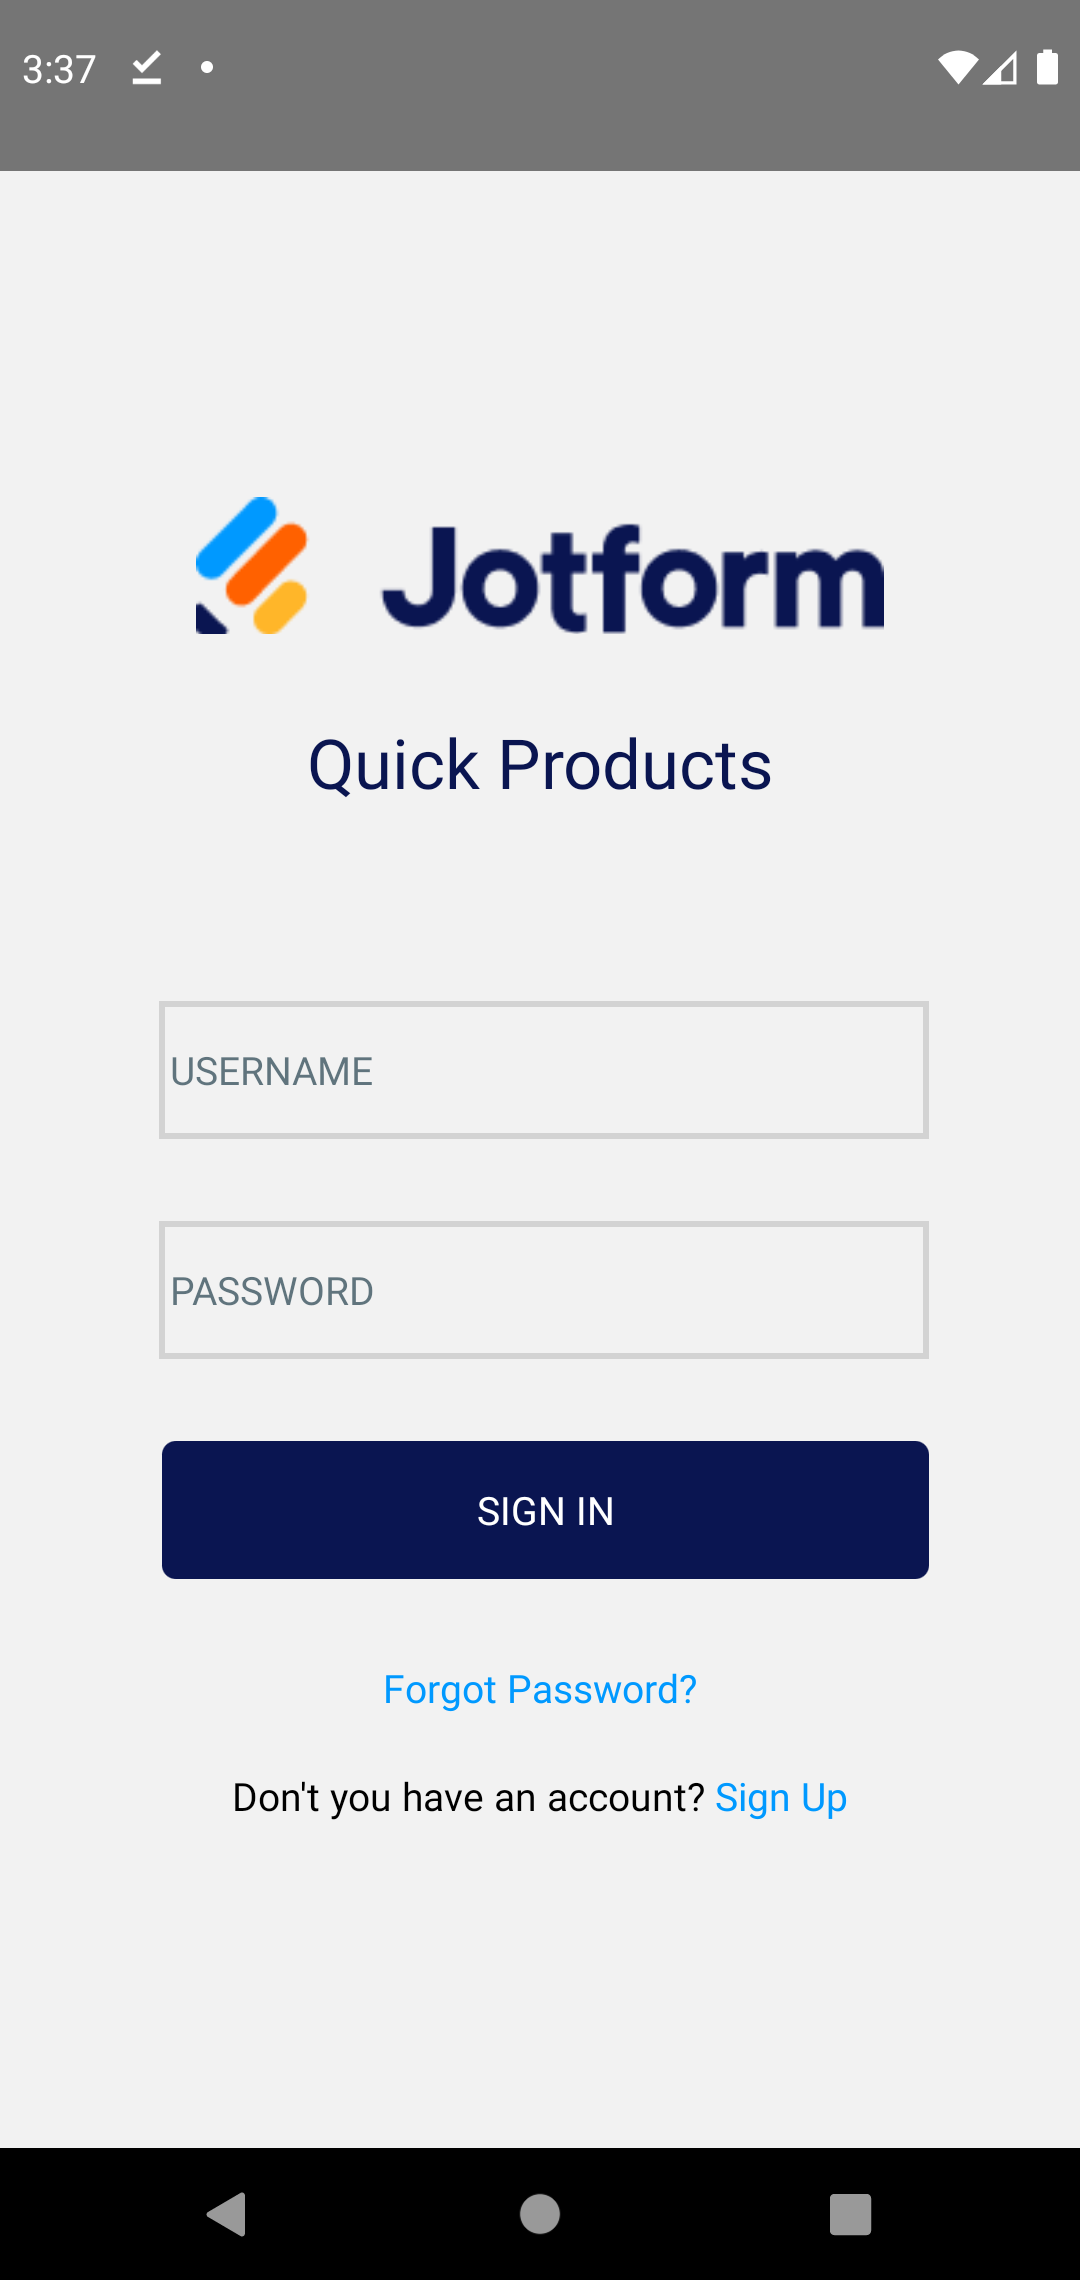 3:37
Jotform
Quick Products
USERNAME
PASSWORD
SIGN IN
Forgot Password?
Don't you have an account? Sign Up